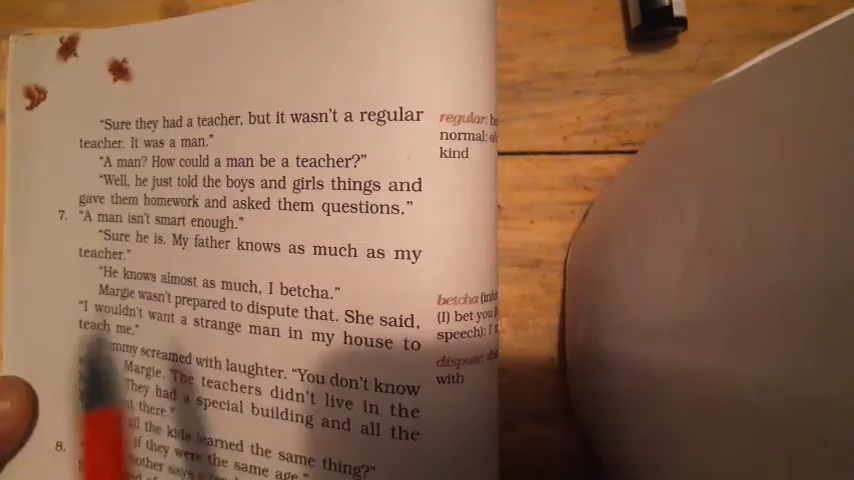 "Sure they had a teacher, but it wasn't a regular
teacher. It was a man."
"A man? How could a man be a teacher?"
"Well, he just told the boys and girls things and
gave them homework and asked them questions."
7. "A man isn't smart enough."
"Sure he is. My father knows as much as my
teacher."
"He knows almost as much, I betcha."
Margie wasn't prepared to dispute that. She said,
"I wouldn't want a strange man in my house to
teach me."
screamed with laughter. "You don't know
Margie. The teachers didn't live in the
They had a special building and all the
there."
the kids learned the same thing?"
8. if they were the same age."
says
regular:
normal;
kind
betcha
(I) bet you
speech):
dispute:
with